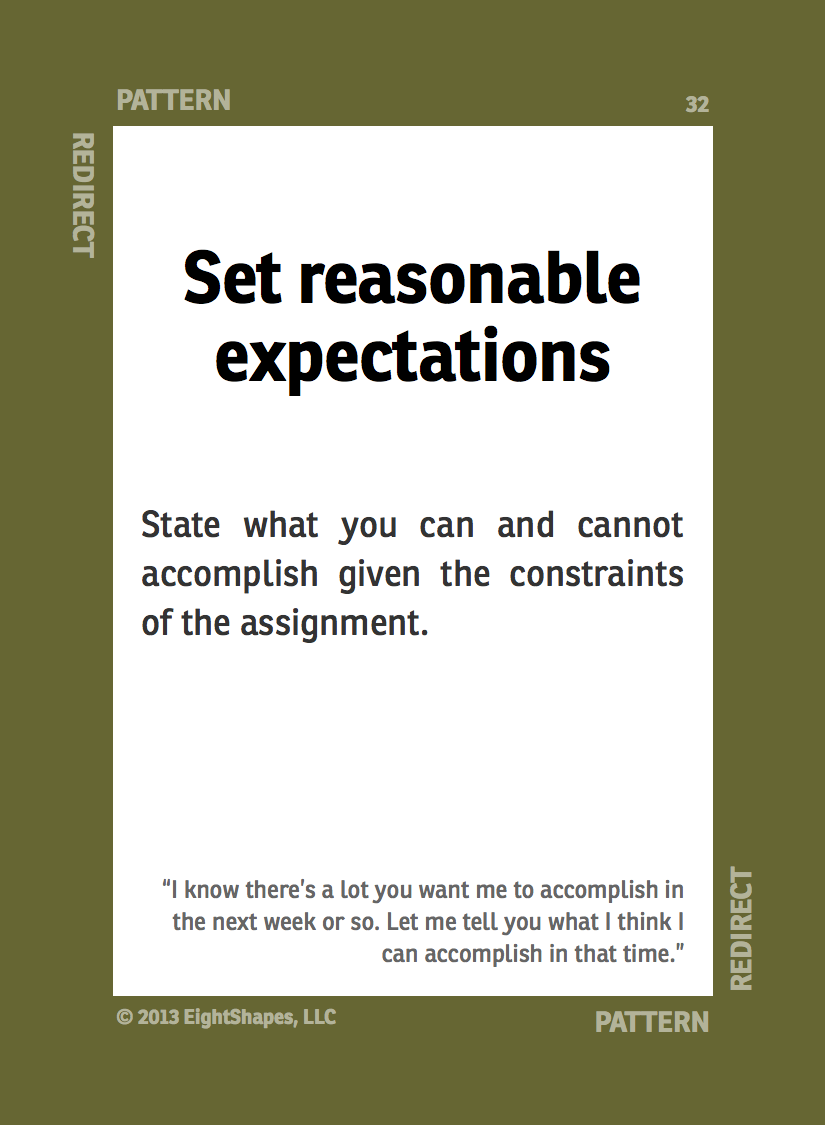 PATTERN
32
REDIRECT
Set reasonable
expectations
State what you can and cannot
accomplish given the constraints
of the assignment.
“I know there’s a lot you want me to accomplish in
the next week or so. Let me tell you what I think I
can accomplish in that time.”
REDIRECT
© 2013 EightShapes, LLC
PATTERN